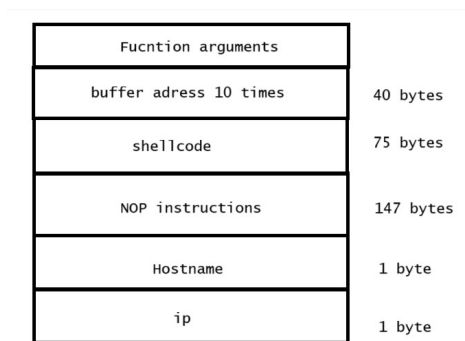 Fucntion arguments
buffer adress 10 times 40 bytes
shellcode 75 bytes
NOP instructions 147 bytes
Hostname 1 byte
ip 1 byte